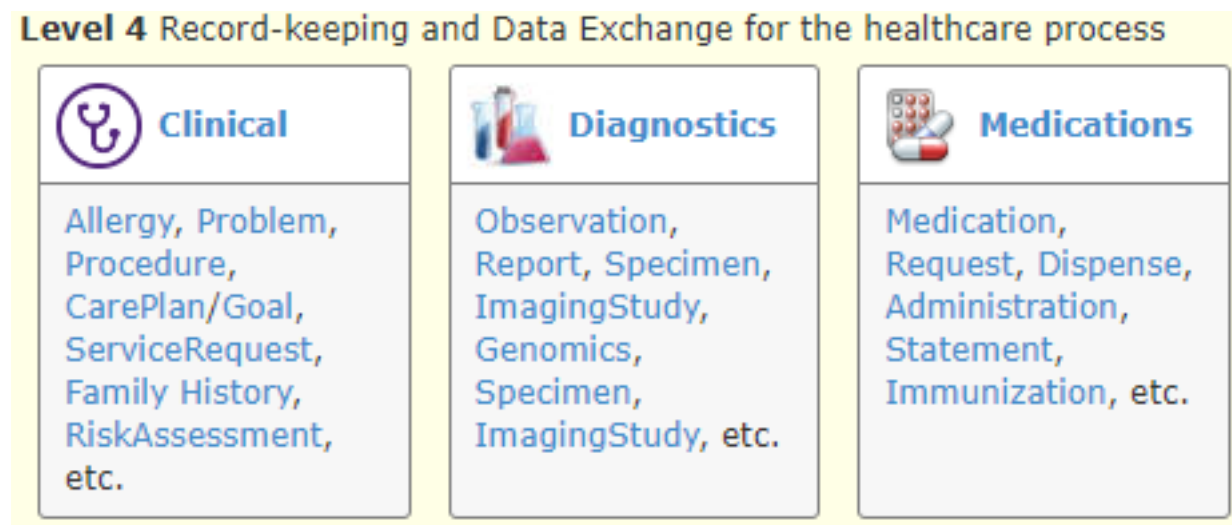 Level 4 Record-keeping and Data Exchange for the healthcare process
Clinical
Allergy, Problem,
Procedure,
CarePlan/Goal,
ServiceRequest,
Family History,
RiskAssessment,
etc.
Diagnostics
Observation,
Report, Specimen,
ImagingStudy,
Genomics,
Specimen,
ImagingStudy, etc.
Medications
Medication,
Request, Dispense,
Administration,
Statement,
Immunization, etc.